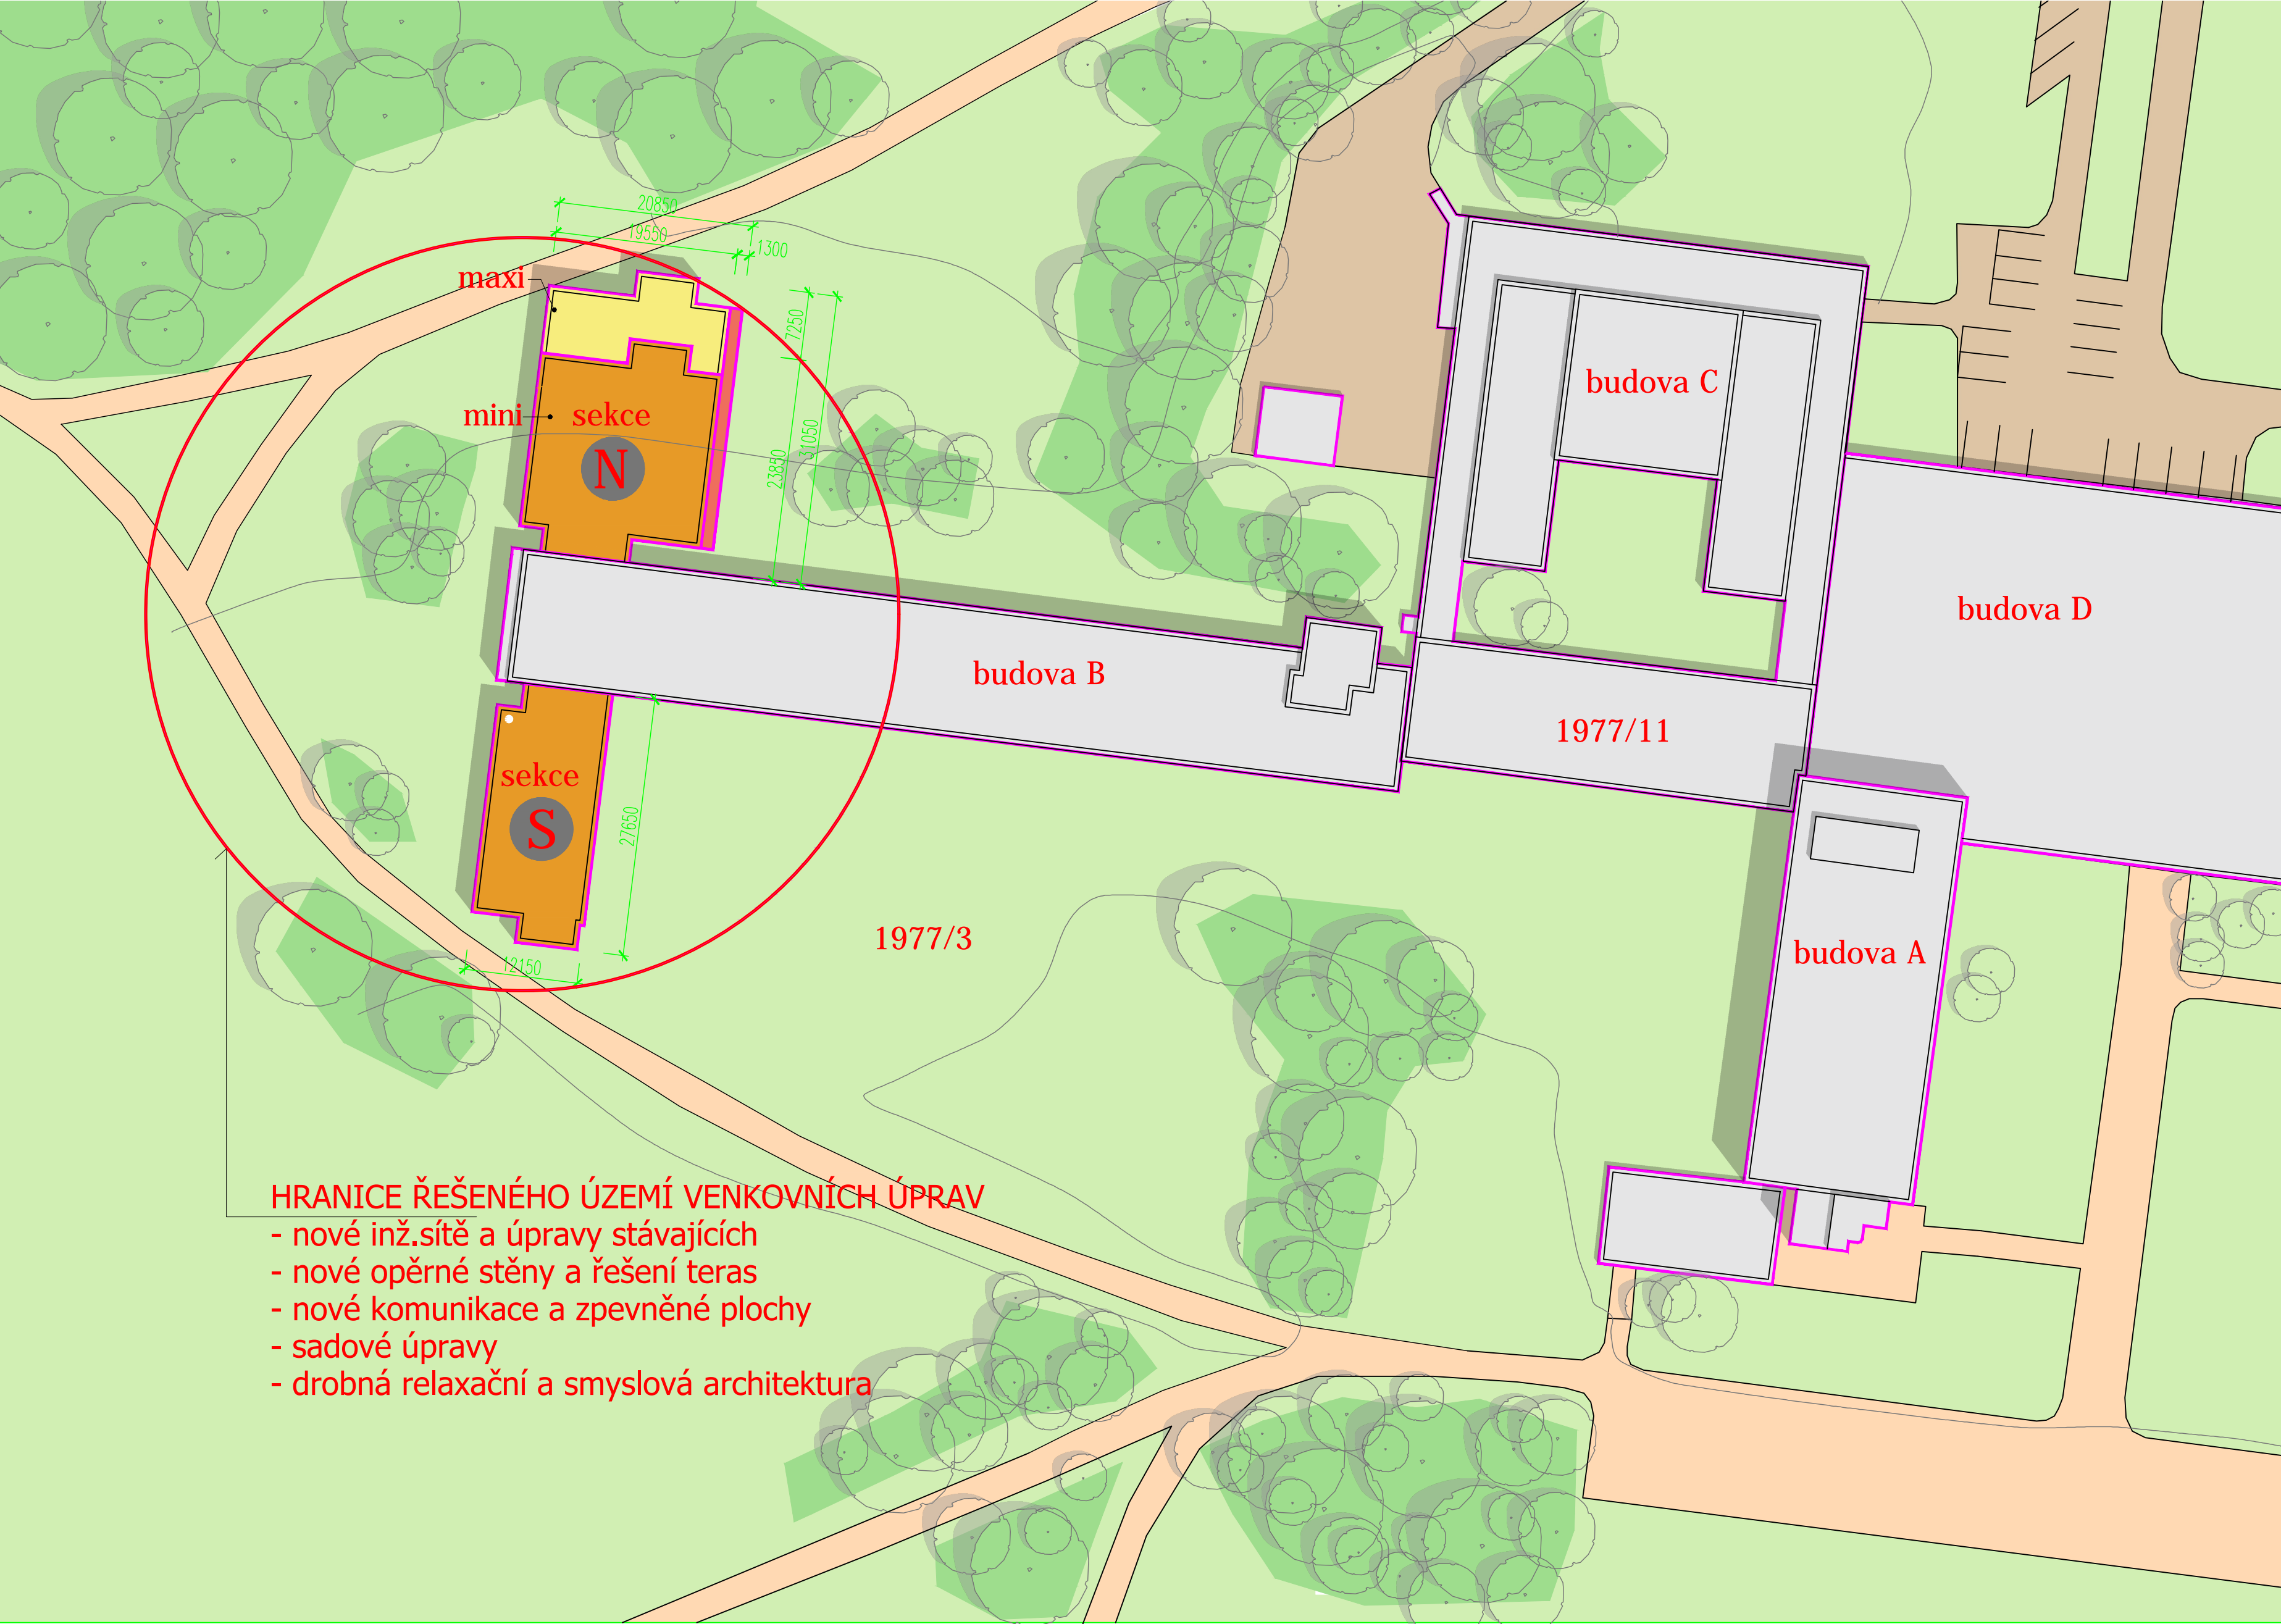 20850
19550
1300
maxi
7250
budova C
mini
sekce
N
31050
23850
budova D
budova B
1977/11
sekce
S
27650
1977/3
budova A
12150
HRANICE ŘEŠENÉHO ÚZEMÍ VENKOVNÍCH ÚPRAV
- nové inž.sítě a úpravy stávajících
- nové opěrné stěny a řešení teras
- nové komunikace a zpevněné plochy
- sadové úpravy
- drobná relaxační a smyslová architektura